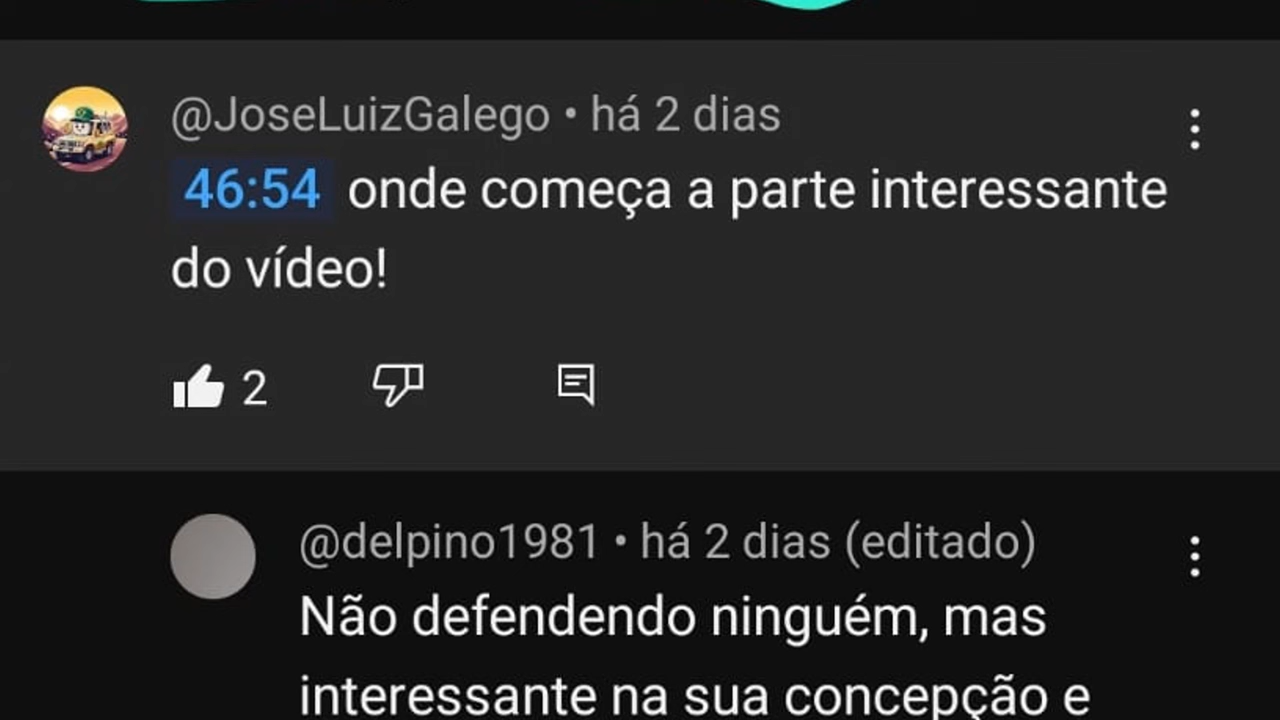 @JoseLuizGalego • há 2 dias
46:54 onde começa a parte interessante
do vídeo!
2
@delpino1981 • há 2 dias (editado)
Não defendendo ninguém, mas
interessante na sua concepção e